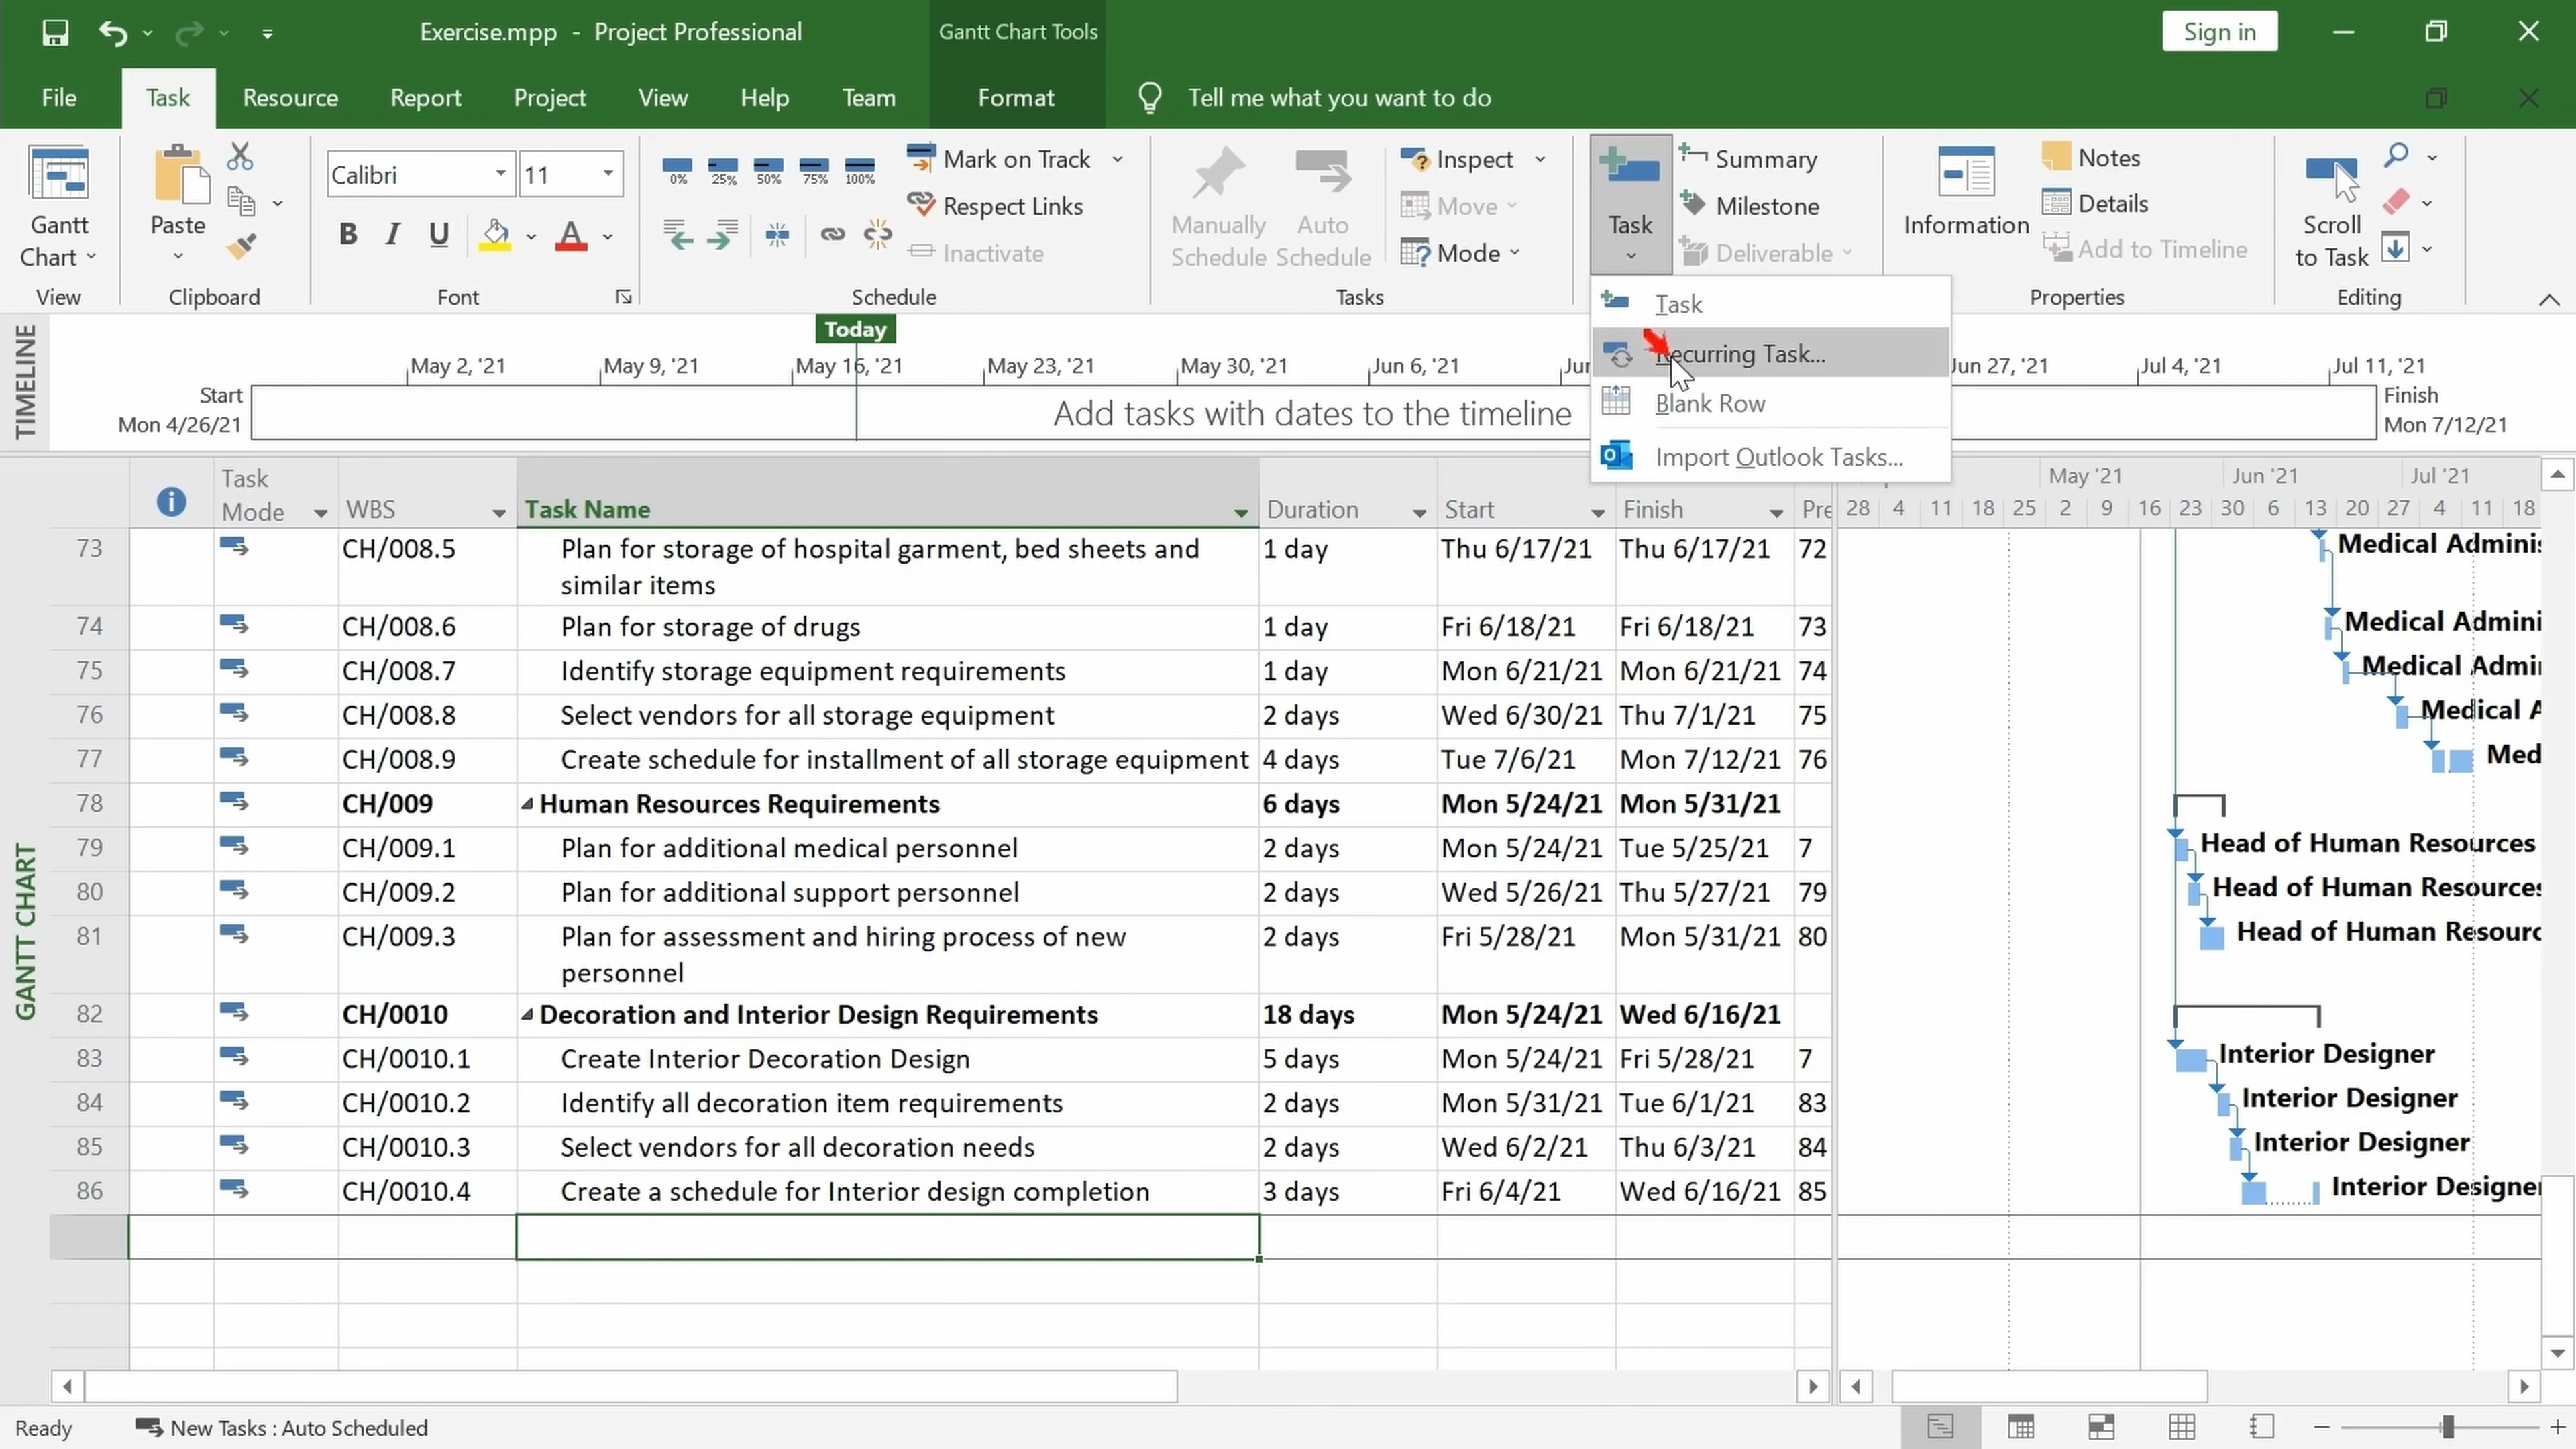 Exercise.mpp - Project Professional
Gantt Chart Tools
Sign in
File Task Resource Report Project View Help Team Format Tell me what you want to do
Gantt Chart
View
Paste
Clipboard
Calibri 11
B I U A
Font
0% 25% 50% 75% 100%
Mark on Track
Respect Links
Inactivate
Schedule
Manually Schedule
Auto Schedule
Inspect
Move
Mode
Tasks
Task
Summary
Milestone
Deliverable
Information
Notes
Details
Add to Timeline
Properties
Scroll to Task
Editing
Task
Recurring Task...
Blank Row
Import Outlook Tasks...
TIMELINE
Today
May 2, '21 May 9, '21 May 16, '21 May 23, '21 May 30, '21 Jun 6, '21 Jun 27, '21 Jul 4, '21 Jul 11, '21
Start
Mon 4/26/21
Add tasks with dates to the timeline
Finish
Mon 7/12/21
GANTT CHART
Task Mode WBS Task Name Duration Start Finish Pre
May '21 Jun '21 Jul '21
28 4 11 18 25 2 9 16 23 30 6 13 20 27 4 11 18
73 CH/008.5 Plan for storage of hospital garment, bed sheets and 1 day Thu 6/17/21 Thu 6/17/21 72 Medical Adminis
similar items
74 CH/008.6 Plan for storage of drugs 1 day Fri 6/18/21 Fri 6/18/21 73 Medical Admini
75 CH/008.7 Identify storage equipment requirements 1 day Mon 6/21/21 Mon 6/21/21 74 Medical Admi
76 CH/008.8 Select vendors for all storage equipment 2 days Wed 6/30/21 Thu 7/1/21 75 Medical A
77 CH/008.9 Create schedule for installment of all storage equipment 4 days Tue 7/6/21 Mon 7/12/21 76 Med
78 CH/009 Human Resources Requirements 6 days Mon 5/24/21 Mon 5/31/21
79 CH/009.1 Plan for additional medical personnel 2 days Mon 5/24/21 Tue 5/25/21 7 Head of Human Resources
80 CH/009.2 Plan for additional support personnel 2 days Wed 5/26/21 Thu 5/27/21 79 Head of Human Resources
81 CH/009.3 Plan for assessment and hiring process of new 2 days Fri 5/28/21 Mon 5/31/21 80 Head of Human Resourc
personnel
82 CH/0010 Decoration and Interior Design Requirements 18 days Mon 5/24/21 Wed 6/16/21
83 CH/0010.1 Create Interior Decoration Design 5 days Mon 5/24/21 Fri 5/28/21 7 Interior Designer
84 CH/0010.2 Identify all decoration item requirements 2 days Mon 5/31/21 Tue 6/1/21 83 Interior Designer
85 CH/0010.3 Select vendors for all decoration needs 2 days Wed 6/2/21 Thu 6/3/21 84 Interior Designer
86 CH/0010.4 Create a schedule for Interior design completion 3 days Fri 6/4/21 Wed 6/16/21 85 Interior Designe
Ready New Tasks : Auto Scheduled